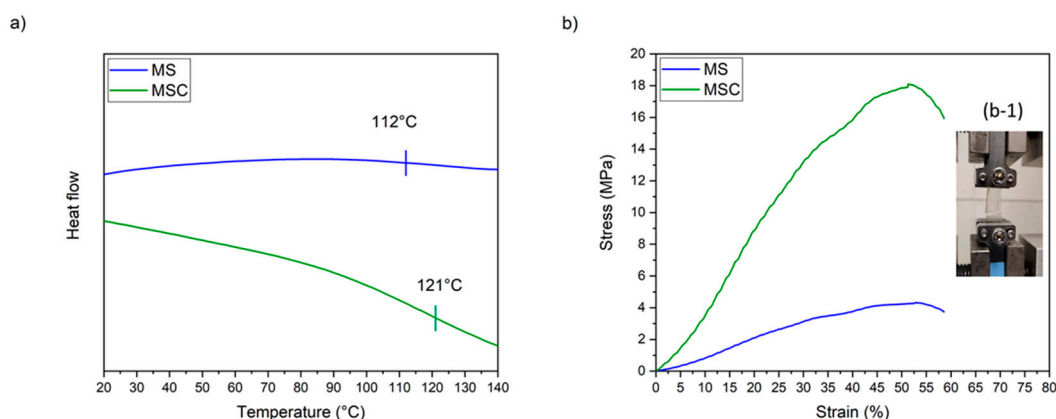 a)
MS
MSC
112°C
121°C
Heat flow
20 30 40 50 60 70 80 90 100 110 120 130 140
Temperature (°C)
b)
20
18
16
14
12
10
8
6
4
2
0
MS
MSC
(b-1)
Stress (MPa)
0 5 10 15 20 25 30 35 40 45 50 55 60 65 70 75 80
Strain (%)